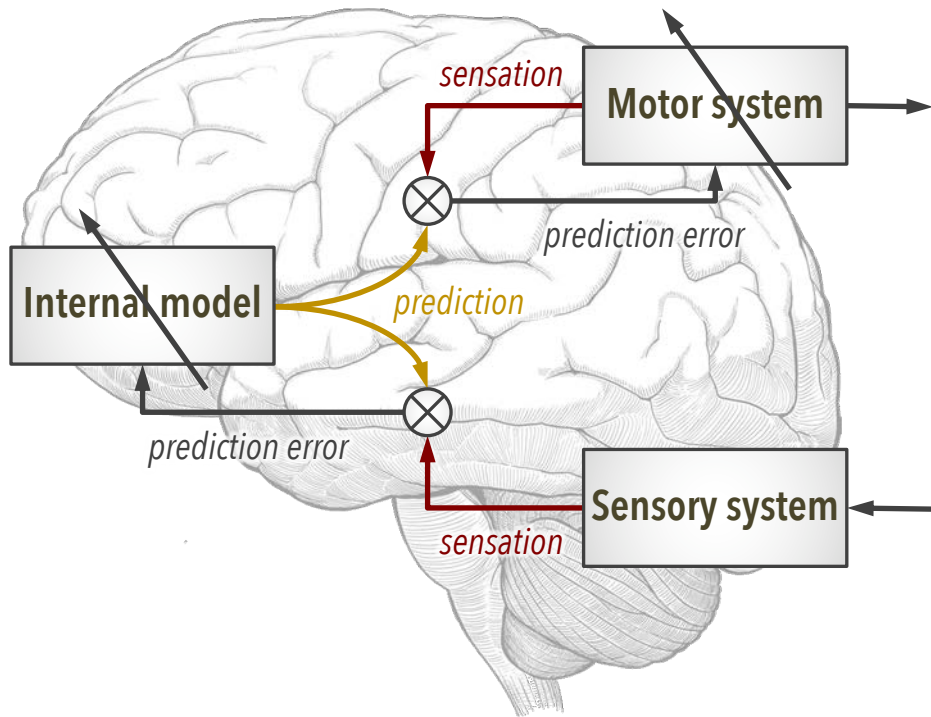 sensation
Motor system
prediction error
Internal model
prediction
prediction error
Sensory system
sensation